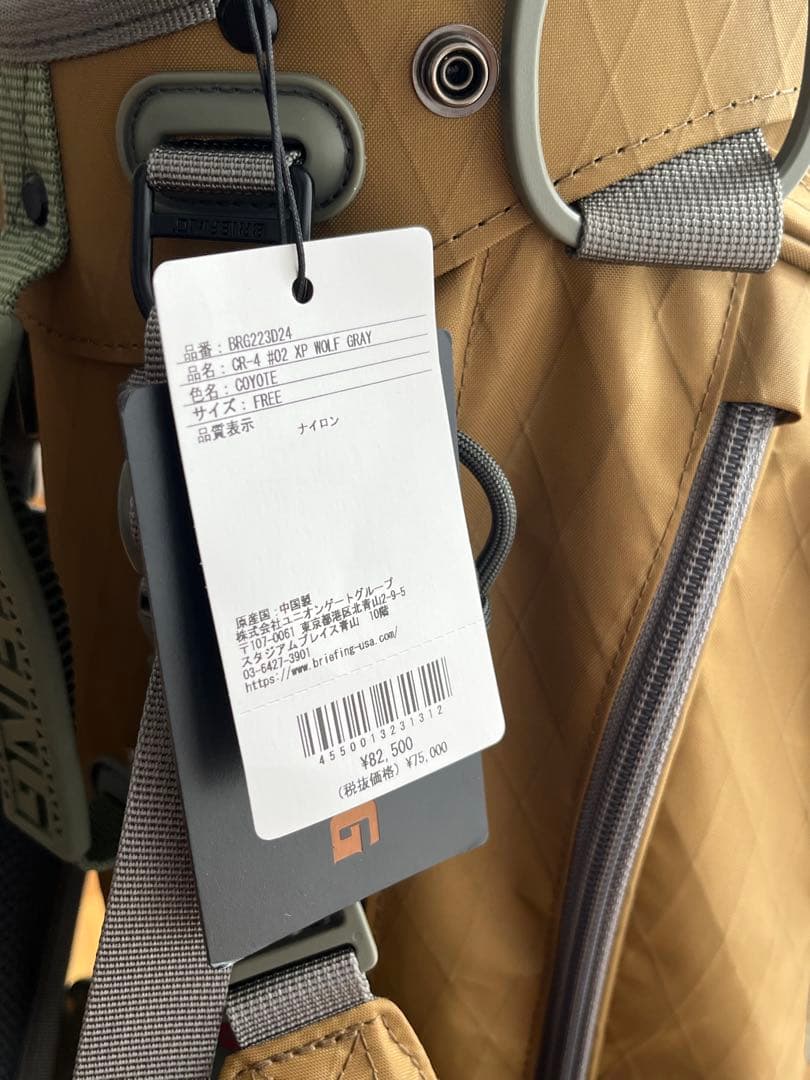 BRIEFING
品番：BRG223D24
品名：CR-4 #02 XP WOLF GRAY
色名：COYOTE
サイズ：FREE
品質表示 ナイロン
原産国：中国製
株式会社ユニオンゲートグループ
〒107-0061 東京都港区北青山2-9-5
スタジアムプレイス青山 10階
03-6427-3901
https://www.briefing-usa.com/
4550013231312
¥82,500
(税抜価格) ¥75,000
G